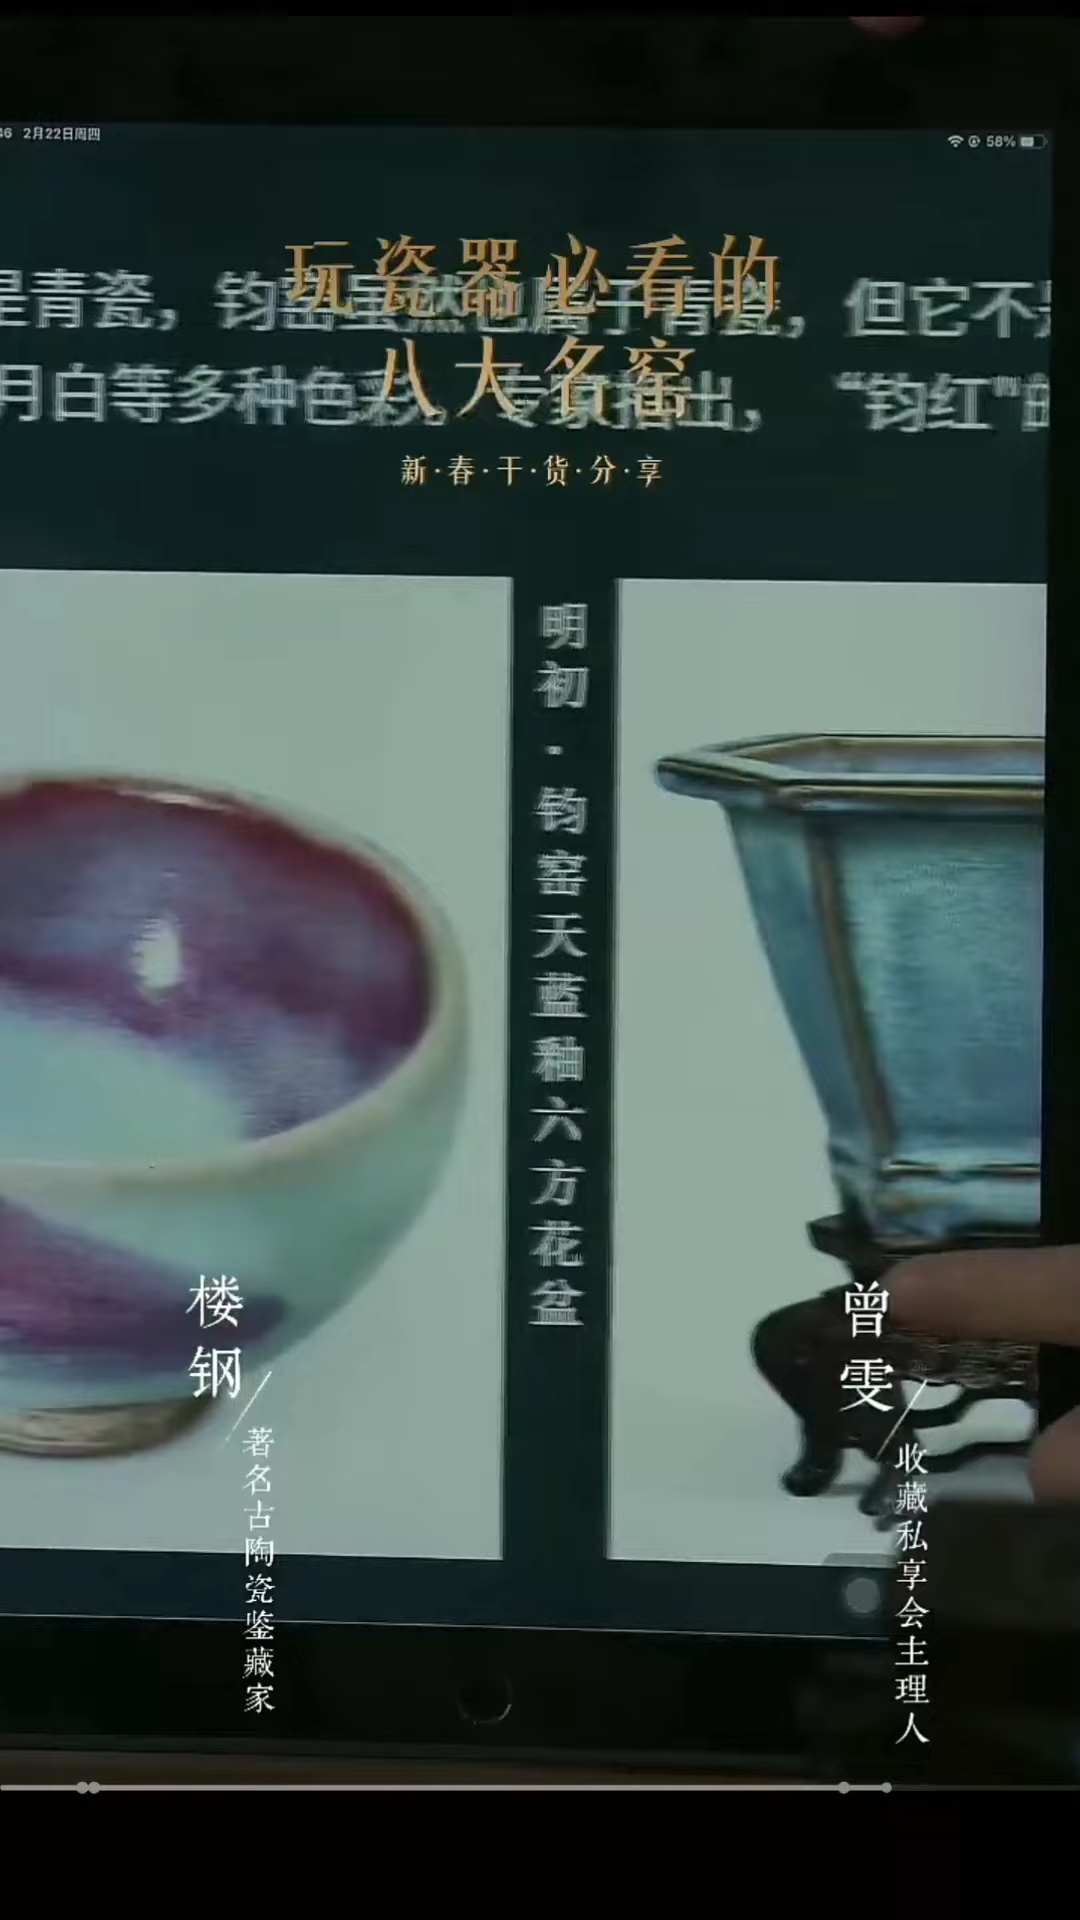 46 2月22日周四
58%
玩瓷器必看的
是青瓷，钧窑虽然也属于青瓷，但它不是
八大名窑
月白等多种色彩。专家指出，“钧红”的
新·春·干·货·分·享
明初·钧窑天蓝釉六方花盆
楼钢
著名古陶瓷鉴藏家
曾雯
收藏私享会主理人